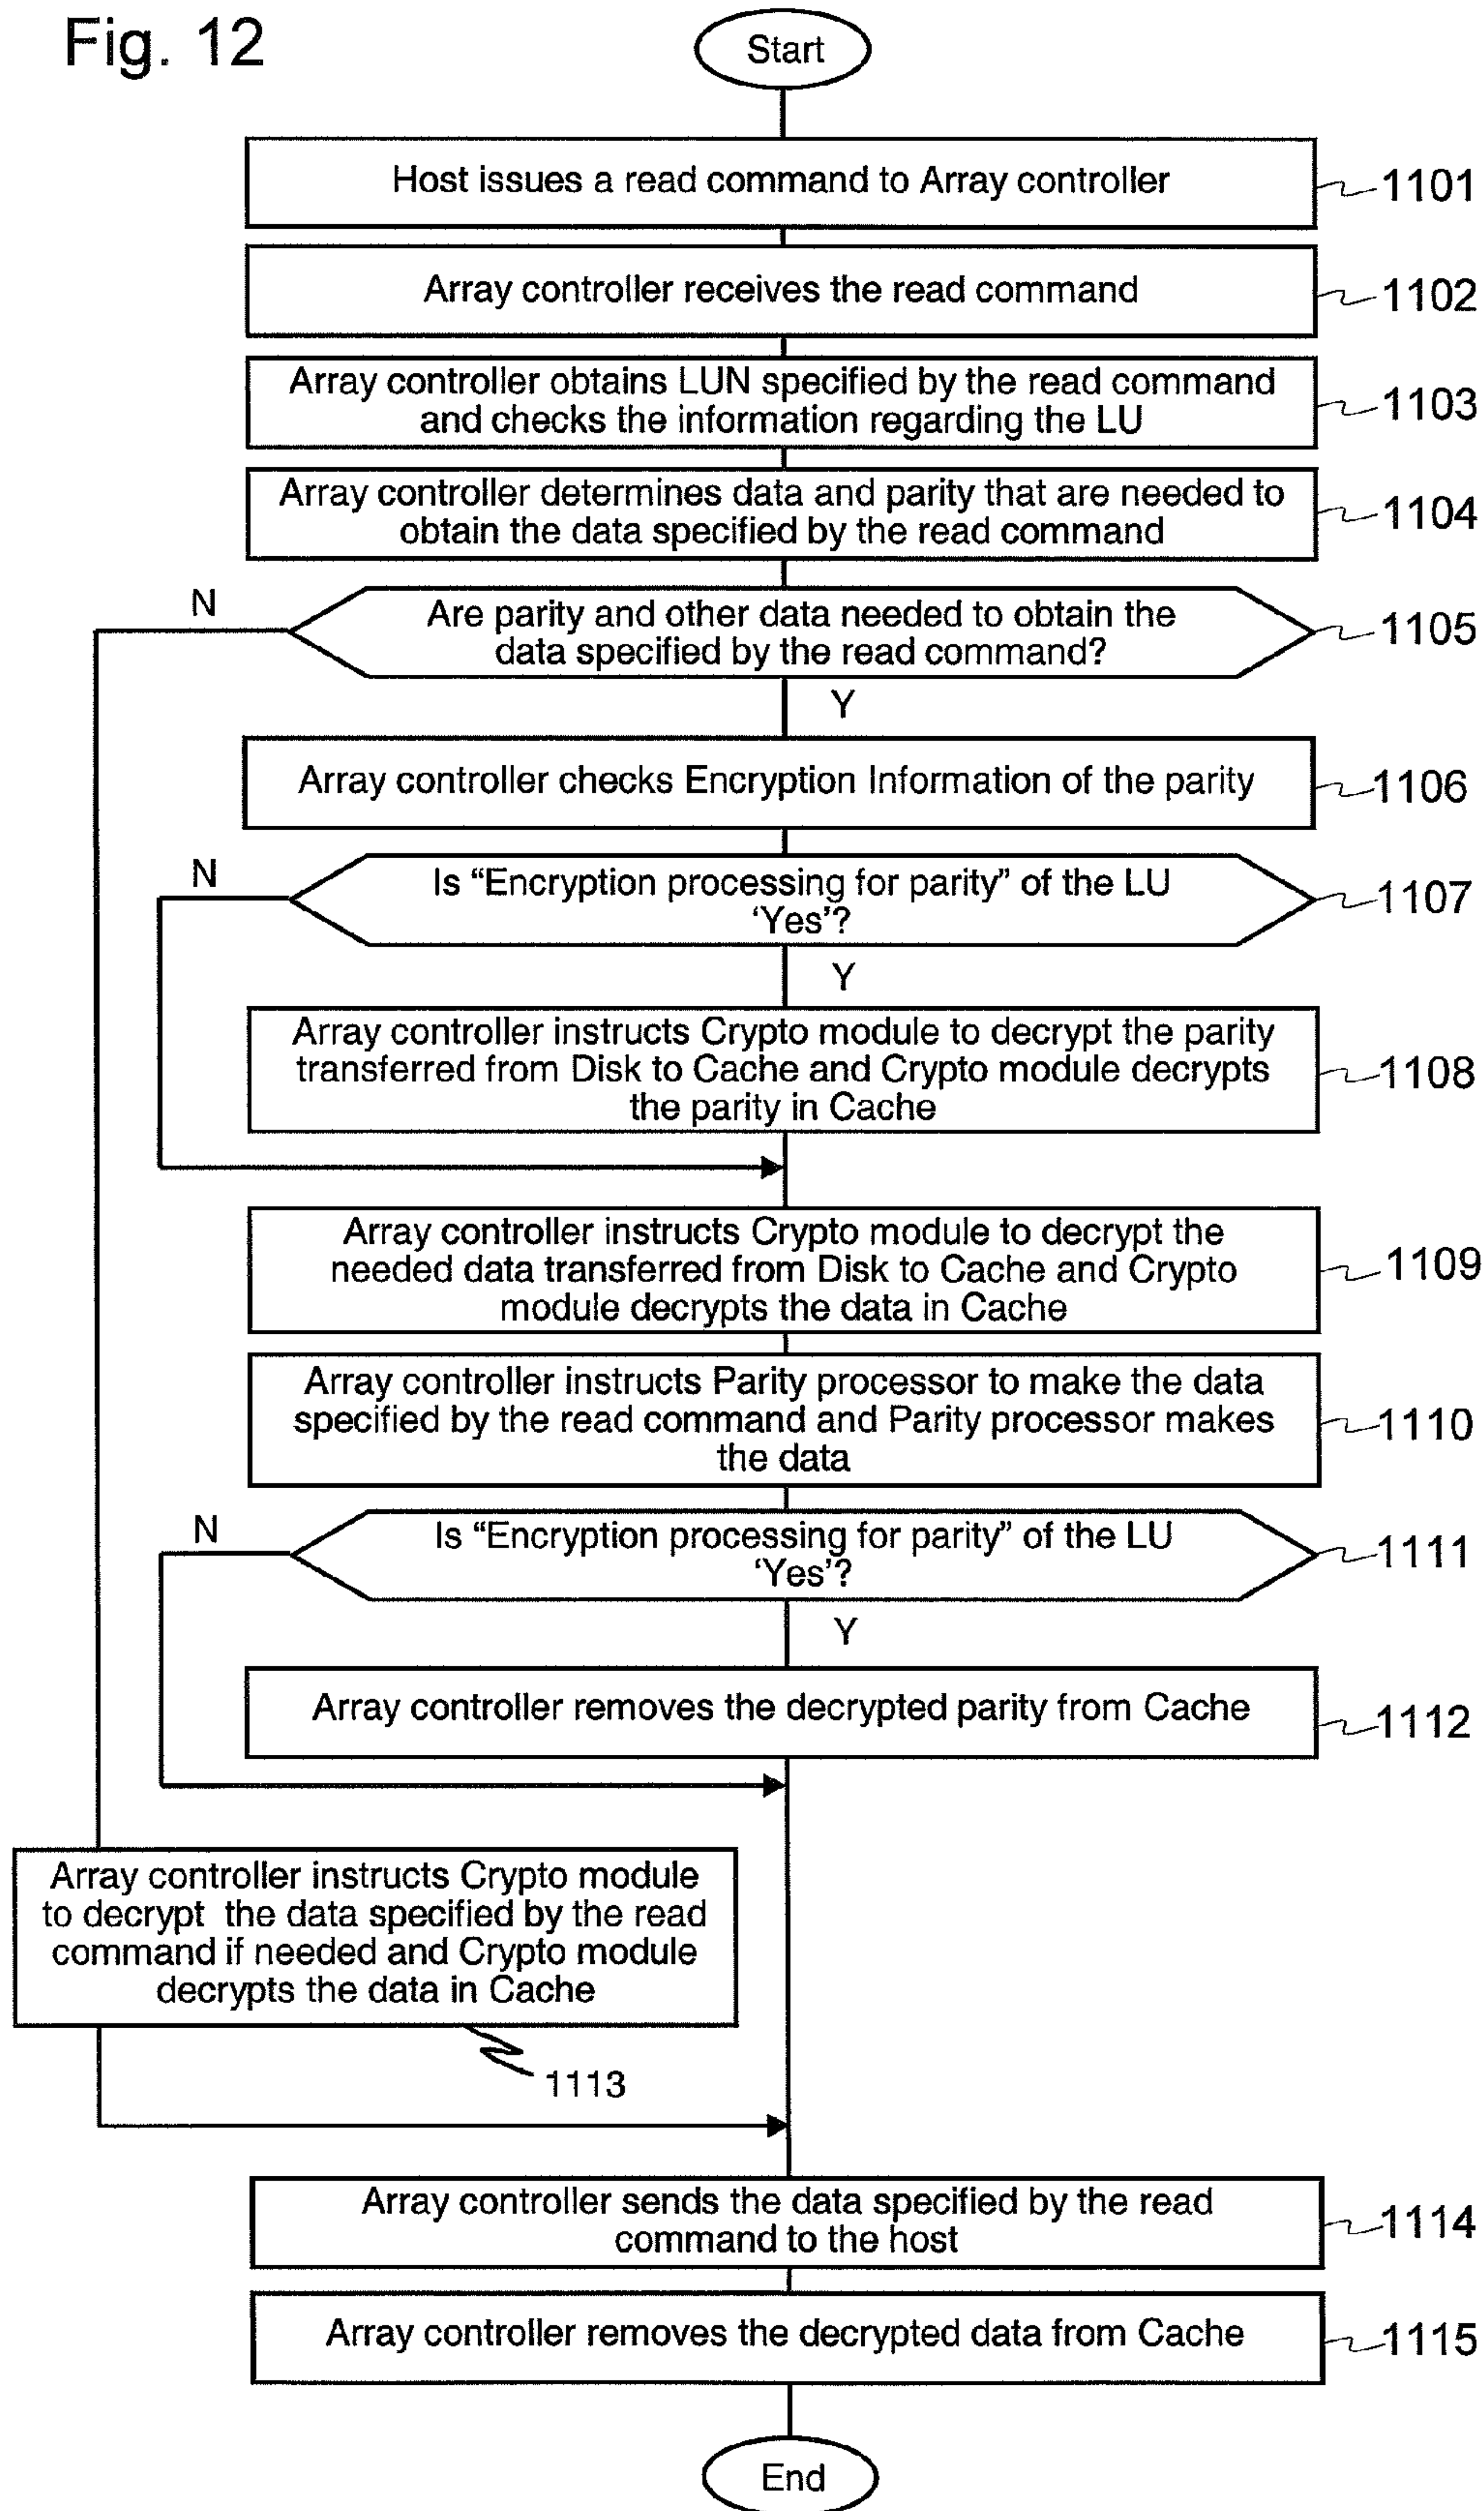 Fig. 12
Start
Host issues a read command to Array controller
1101
Array controller receives the read command
1102
Array controller obtains LUN specified by the read command
and checks the information regarding the LU
1103
Array controller determines data and parity that are needed to
obtain the data specified by the read command
1104
N
Are parity and other data needed to obtain the
data specified by the read command?
1105
Y
Array controller checks Encryption Information of the parity
1106
N
Is “Encryption processing for parity” of the LU
‘Yes’?
1107
Y
Array controller instructs Crypto module to decrypt the parity
transferred from Disk to Cache and Crypto module decrypts
the parity in Cache
1108
Array controller instructs Crypto module to decrypt the
needed data transferred from Disk to Cache and Crypto
module decrypts the data in Cache
1109
Array controller instructs Parity processor to make the data
specified by the read command and Parity processor makes
the data
1110
N
Is “Encryption processing for parity” of the LU
‘Yes’?
1111
Y
Array controller removes the decrypted parity from Cache
1112
Array controller instructs Crypto module
to decrypt the data specified by the read
command if needed and Crypto module
decrypts the data in Cache
1113
Array controller sends the data specified by the read
command to the host
1114
Array controller removes the decrypted data from Cache
1115
End